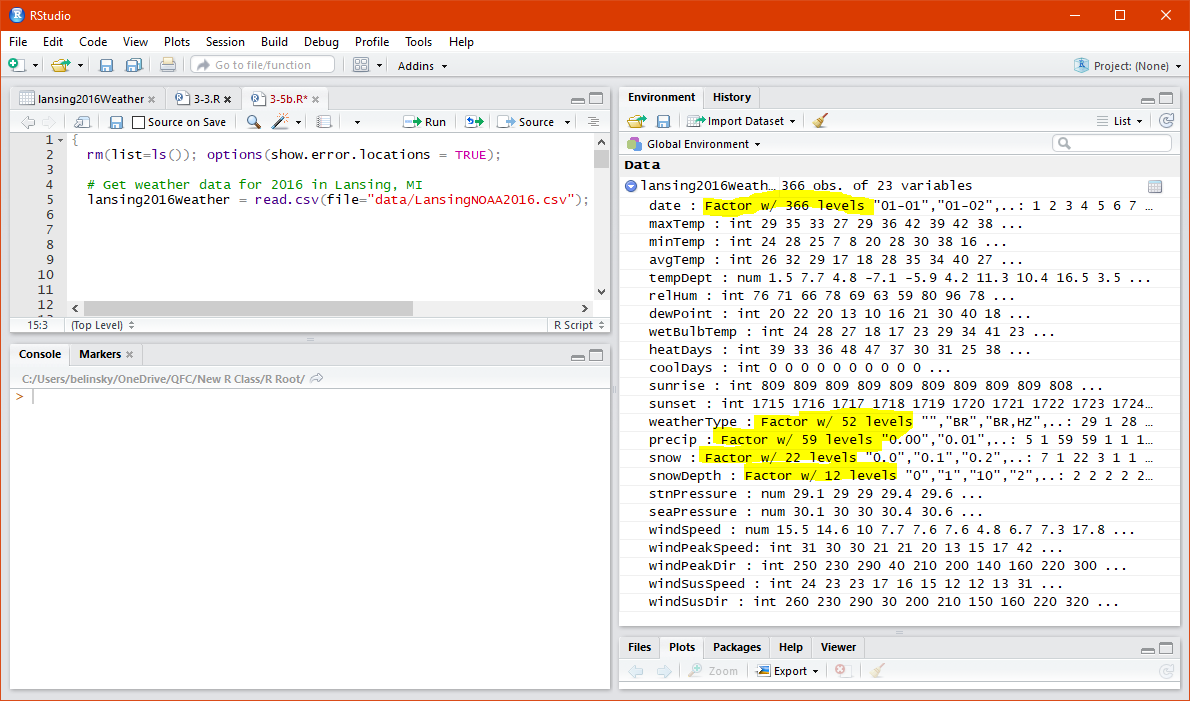 RStudio
File Edit Code View Plots Session Build Debug Profile Tools Help
Go to file/function Addins Project: (None)
lansing2016Weather 3-3.R 3-5b.R*
Source on Save Run Source
1 {
2 rm(list=ls()); options(show.error.locations = TRUE);
3
4 # Get weather data for 2016 in Lansing, MI
5 lansing2016Weather = read.csv(file="data/LansingNOAA2016.csv");
6
7
8
9
10
11
12
15:3 (Top Level) R Script
Console Markers
C:/Users/belinsky/OneDrive/QFC/New R Class/R Root/
>
Environment History
Import Dataset List
Global Environment
Data
lansing2016Weath… 366 obs. of 23 variables
date : Factor w/ 366 levels "01-01","01-02",..: 1 2 3 4 5 6 7 …
maxTemp : int 29 35 33 27 29 36 42 39 42 38 ...
minTemp : int 24 28 25 7 8 20 28 30 38 16 ...
avgTemp : int 26 32 29 17 18 28 35 34 40 27 ...
tempDept : num 1.5 7.7 4.8 -7.1 -5.9 4.2 11.3 10.4 16.5 3.5 ...
relHum : int 76 71 66 78 69 63 59 80 96 78 ...
dewPoint : int 20 22 20 13 10 16 21 30 40 18 ...
wetBulbTemp : int 24 28 27 18 17 23 29 34 41 23 ...
heatDays : int 39 33 36 48 47 37 30 31 25 38 ...
coolDays : int 0 0 0 0 0 0 0 0 0 0 ...
sunrise : int 809 809 809 809 809 809 809 809 809 808 ...
sunset : int 1715 1716 1717 1718 1719 1720 1721 1722 1723 1724…
weatherType : Factor w/ 52 levels "","BR","BR,HZ",..: 29 1 28 …
precip : Factor w/ 59 levels "0.00","0.01",..: 5 1 59 59 1 1 1…
snow : Factor w/ 22 levels "0.0","0.1","0.2",..: 7 1 22 3 1 1 …
snowDepth : Factor w/ 12 levels "0","1","10","2",..: 2 2 2 2 2…
stnPressure : num 29.1 29 29 29.4 29.6 ...
seaPressure : num 30.1 30 30 30.4 30.6 ...
windSpeed : num 15.5 14.6 10 7.7 7.6 7.6 4.8 6.7 7.3 17.8 ...
windPeakSpeed: int 31 30 30 21 21 20 13 15 17 42 ...
windPeakDir : int 250 230 290 40 210 200 140 160 220 300 ...
windSusSpeed : int 24 23 23 17 16 15 12 12 13 31 ...
windSusDir : int 260 230 290 30 200 210 150 160 220 320 ...
Files Plots Packages Help Viewer
Zoom Export